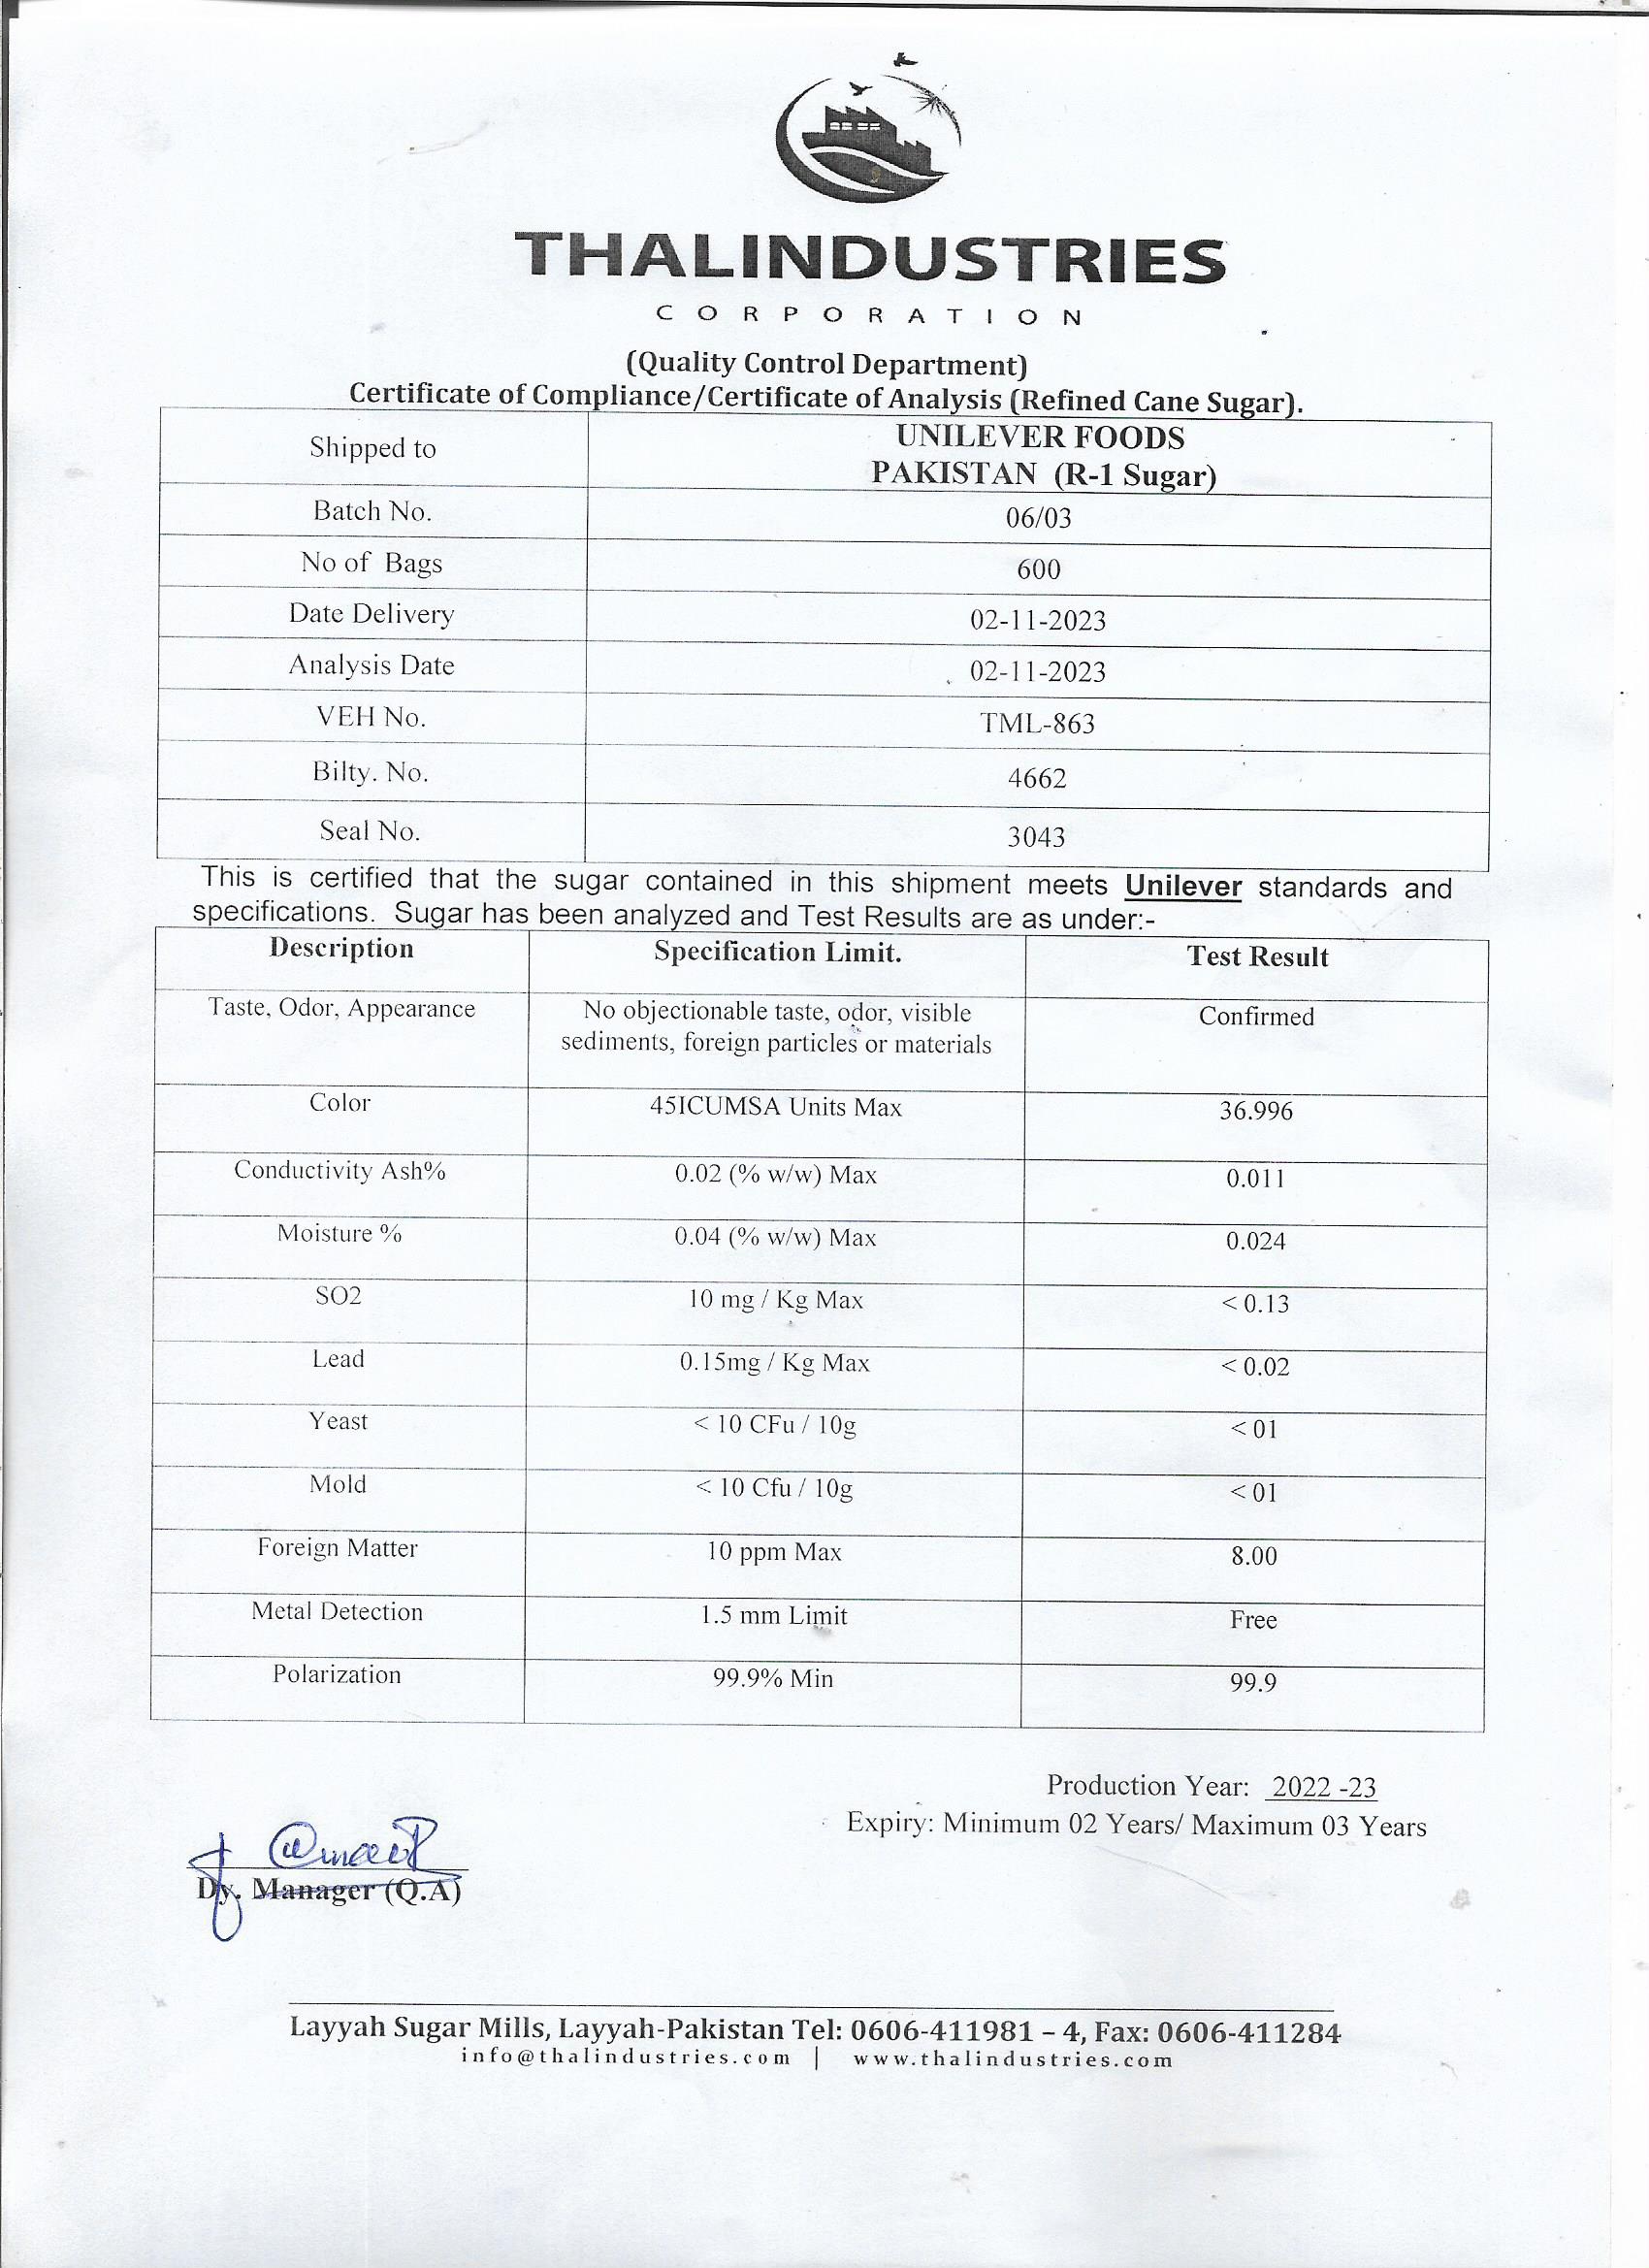 THALINDUSTRIES
CORPORATION
(Quality Control Department)
Certificate of Compliance/Certificate of Analysis (Refined Cane Sugar).
Shipped to UNILEVER FOODS
PAKISTAN (R-1 Sugar)
Batch No. 06/03
No of Bags 600
Date Delivery 02-11-2023
Analysis Date 02-11-2023
VEH No. TML-863
Bilty. No. 4662
Seal No. 3043
This is certified that the sugar contained in this shipment meets Unilever standards and
specifications. Sugar has been analyzed and Test Results are as under:-
Description Specification Limit. Test Result
Taste, Odor, Appearance No objectionable taste, odor, visible Confirmed
sediments, foreign particles or materials
Color 45ICUMSA Units Max 36.996
Conductivity Ash% 0.02 (% w/w) Max 0.011
Moisture % 0.04 (% w/w) Max 0.024
SO2 10 mg / Kg Max < 0.13
Lead 0.15mg / Kg Max < 0.02
Yeast < 10 CFu / 10g < 01
Mold < 10 Cfu / 10g < 01
Foreign Matter 10 ppm Max 8.00
Metal Detection 1.5 mm Limit Free
Polarization 99.9% Min 99.9
Production Year: 2022 -23
Expiry: Minimum 02 Years/ Maximum 03 Years
Dy. Manager (Q.A)
Layyah Sugar Mills, Layyah-Pakistan Tel: 0606-411981 – 4, Fax: 0606-411284
info@thalindustries.com | www.thalindustries.com